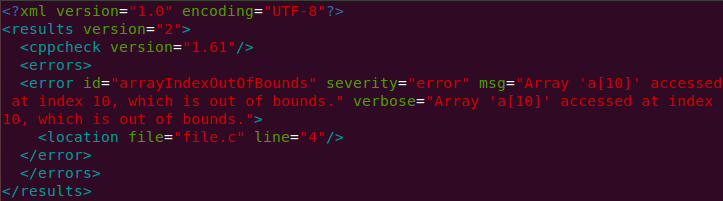 <?xml version="1.0" encoding="UTF-8"?>
<results version="2">
  <cppcheck version="1.61"/>
  <errors>
  <error id="arrayIndexOutOfBounds" severity="error" msg="Array 'a[10]' accessed
 at index 10, which is out of bounds." verbose="Array 'a[10]' accessed at index
10, which is out of bounds.">
    <location file="file.c" line="4"/>
  </error>
  </errors>
</results>